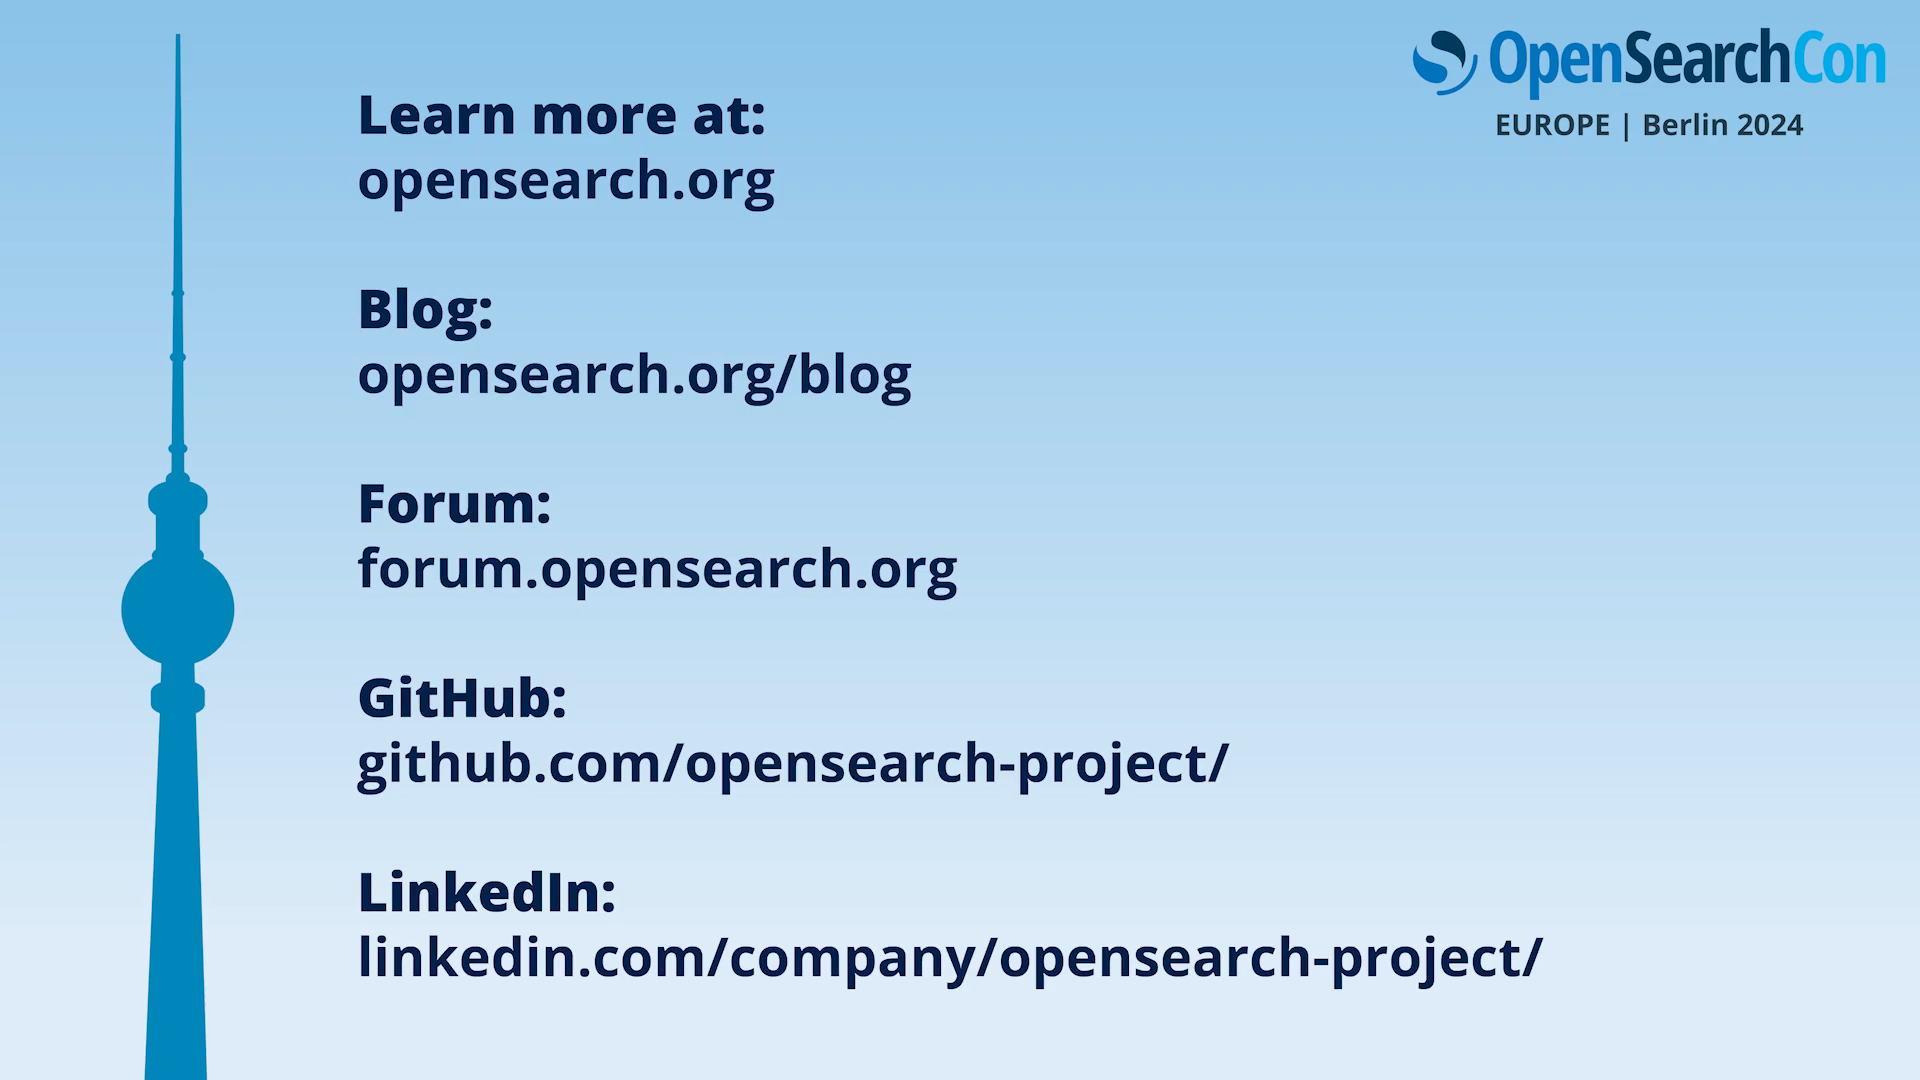 OpenSearchCon
EUROPE | Berlin 2024
Learn more at:
opensearch.org
Blog:
opensearch.org/blog
Forum:
forum.opensearch.org
GitHub:
github.com/opensearch-project/
LinkedIn:
linkedin.com/company/opensearch-project/